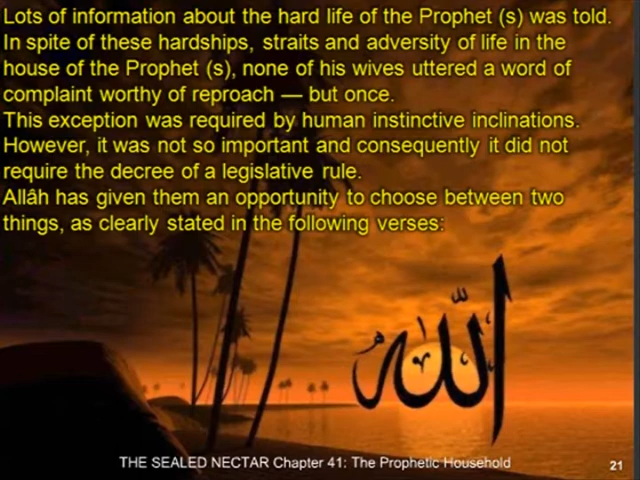 Lots of information about the hard life of the Prophet (s) was told.
In spite of these hardships, straits and adversity of life in the
house of the Prophet (s), none of his wives uttered a word of
complaint worthy of reproach — but once.
This exception was required by human instinctive inclinations.
However, it was not so important and consequently it did not
require the decree of a legislative rule.
Allâh has given them an opportunity to choose between two
things, as clearly stated in the following verses:
الله
THE SEALED NECTAR Chapter 41: The Prophetic Household
21